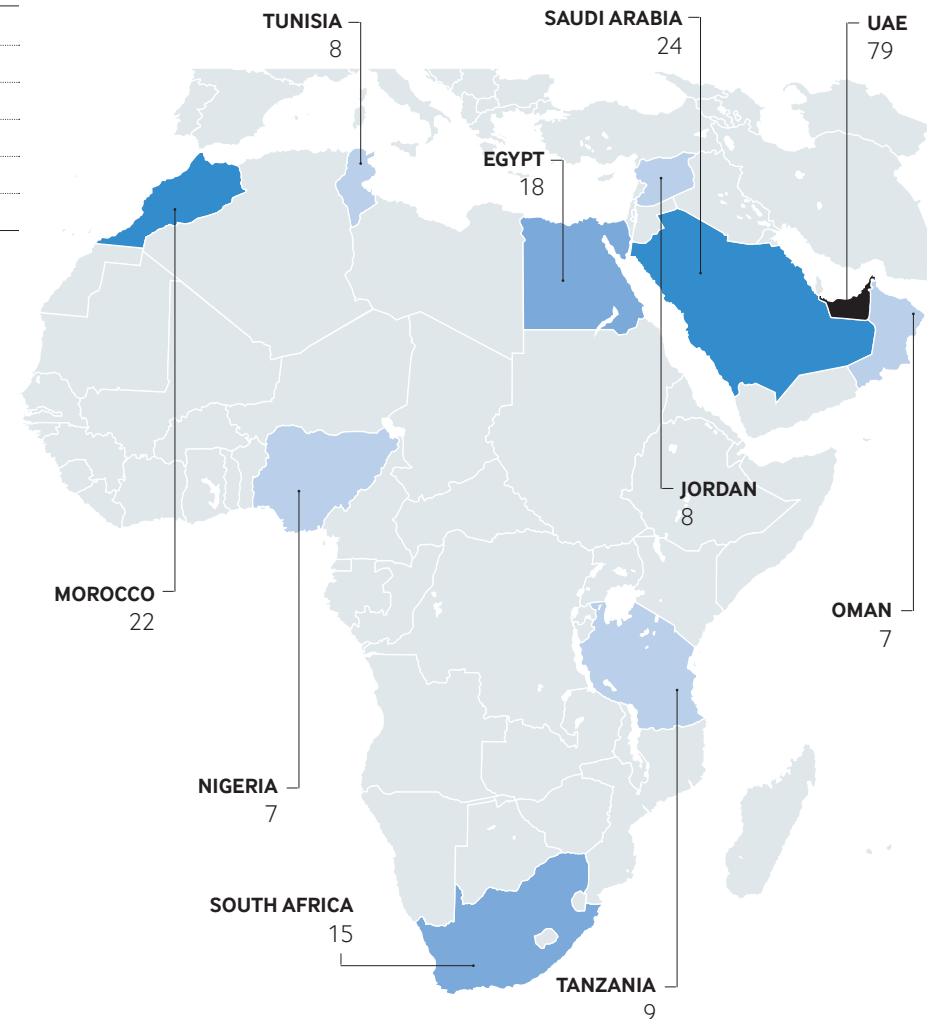 TUNISIA
8
SAUDI ARABIA
24
UAE
79
EGYPT
18
JORDAN
8
MOROCCO
22
OMAN
7
NIGERIA
7
SOUTH AFRICA
15
TANZANIA
9